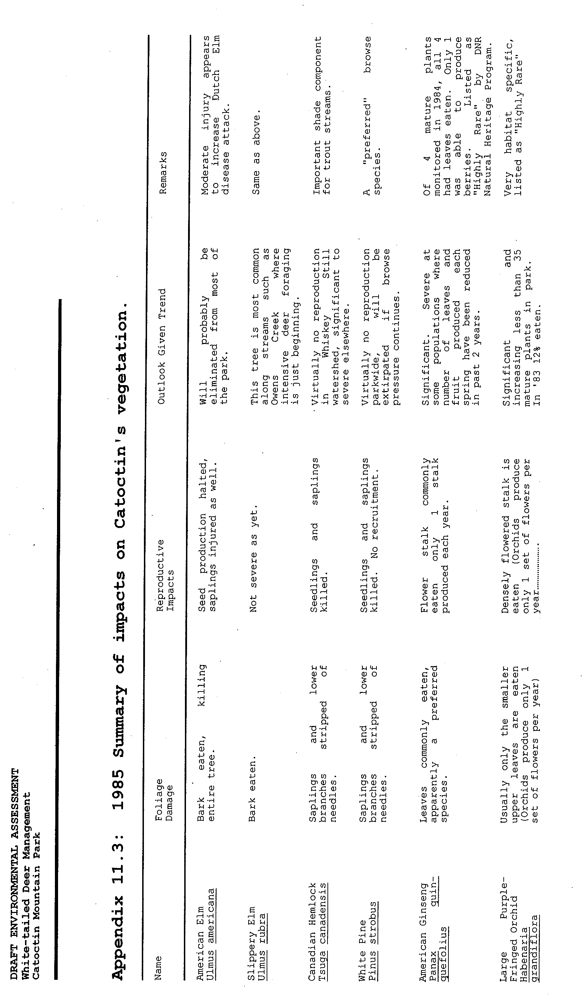 DRAFT ENVIRONMENTAL ASSESSMENT
White-tailed Deer Management
Catoctin Mountain Park
Appendix 11.3: 1985 Summary of impacts on Catoctin's vegetation.
Name
Foliage
Damage
Reproductive
Impacts
Outlook Given Trend
Remarks
American Elm
Ulmus americana
Bark eaten, killing
entire tree.
Seed production halted,
saplings injured as well.
Will probably be
eliminated from most of
the park.
Moderate injury appears
to increase Dutch Elm
disease attack.
Slippery Elm
Ulmus rubra
Bark eaten.
Not severe as yet.
This tree is most common
along streams such as
Owens Creek where
intensive deer foraging
is just beginning.
Same as above.
Canadian Hemlock
Tsuga canadensis
Saplings and lower
branches stripped of
needles.
Seedlings and saplings
killed.
Virtually no reproduction
in Whiskey Still
watershed, significant to
severe elsewhere.
Important shade component
for trout streams.
White Pine
Pinus strobus
Saplings and lower
branches stripped of
needles.
Seedlings and saplings
killed. No recruitment.
Virtually no reproduction
parkwide, will be
extirpated if browse
pressure continues.
A "preferred" browse
species.
American Ginseng
Panax quin-
quefolius
Leaves commonly eaten,
apparently a preferred
species.
Flower stalk commonly
eaten only 1 stalk
produced each year.
Significant. Severe at
some populations where
number of leaves and
fruit produced each
spring have been reduced
in past 2 years.
Of 4 mature plants
monitored in 1984, all 4
had leaves eaten. Only 1
was able to produce
berries. Listed as
"Highly Rare" by DNR
Natural Heritage Program.
Large Purple-
Fringed Orchid
Habenaria
grandiflora
Usually only the smaller
upper leaves are eaten
(Orchids produce only 1
set of flowers per year)
Densely flowered stalk is
eaten (Orchids produce
only 1 set of flowers per
year................
Significant and
increasing less than 35
mature plants in park.
In '83 12% eaten.
Very habitat specific,
listed as "Highly Rare"